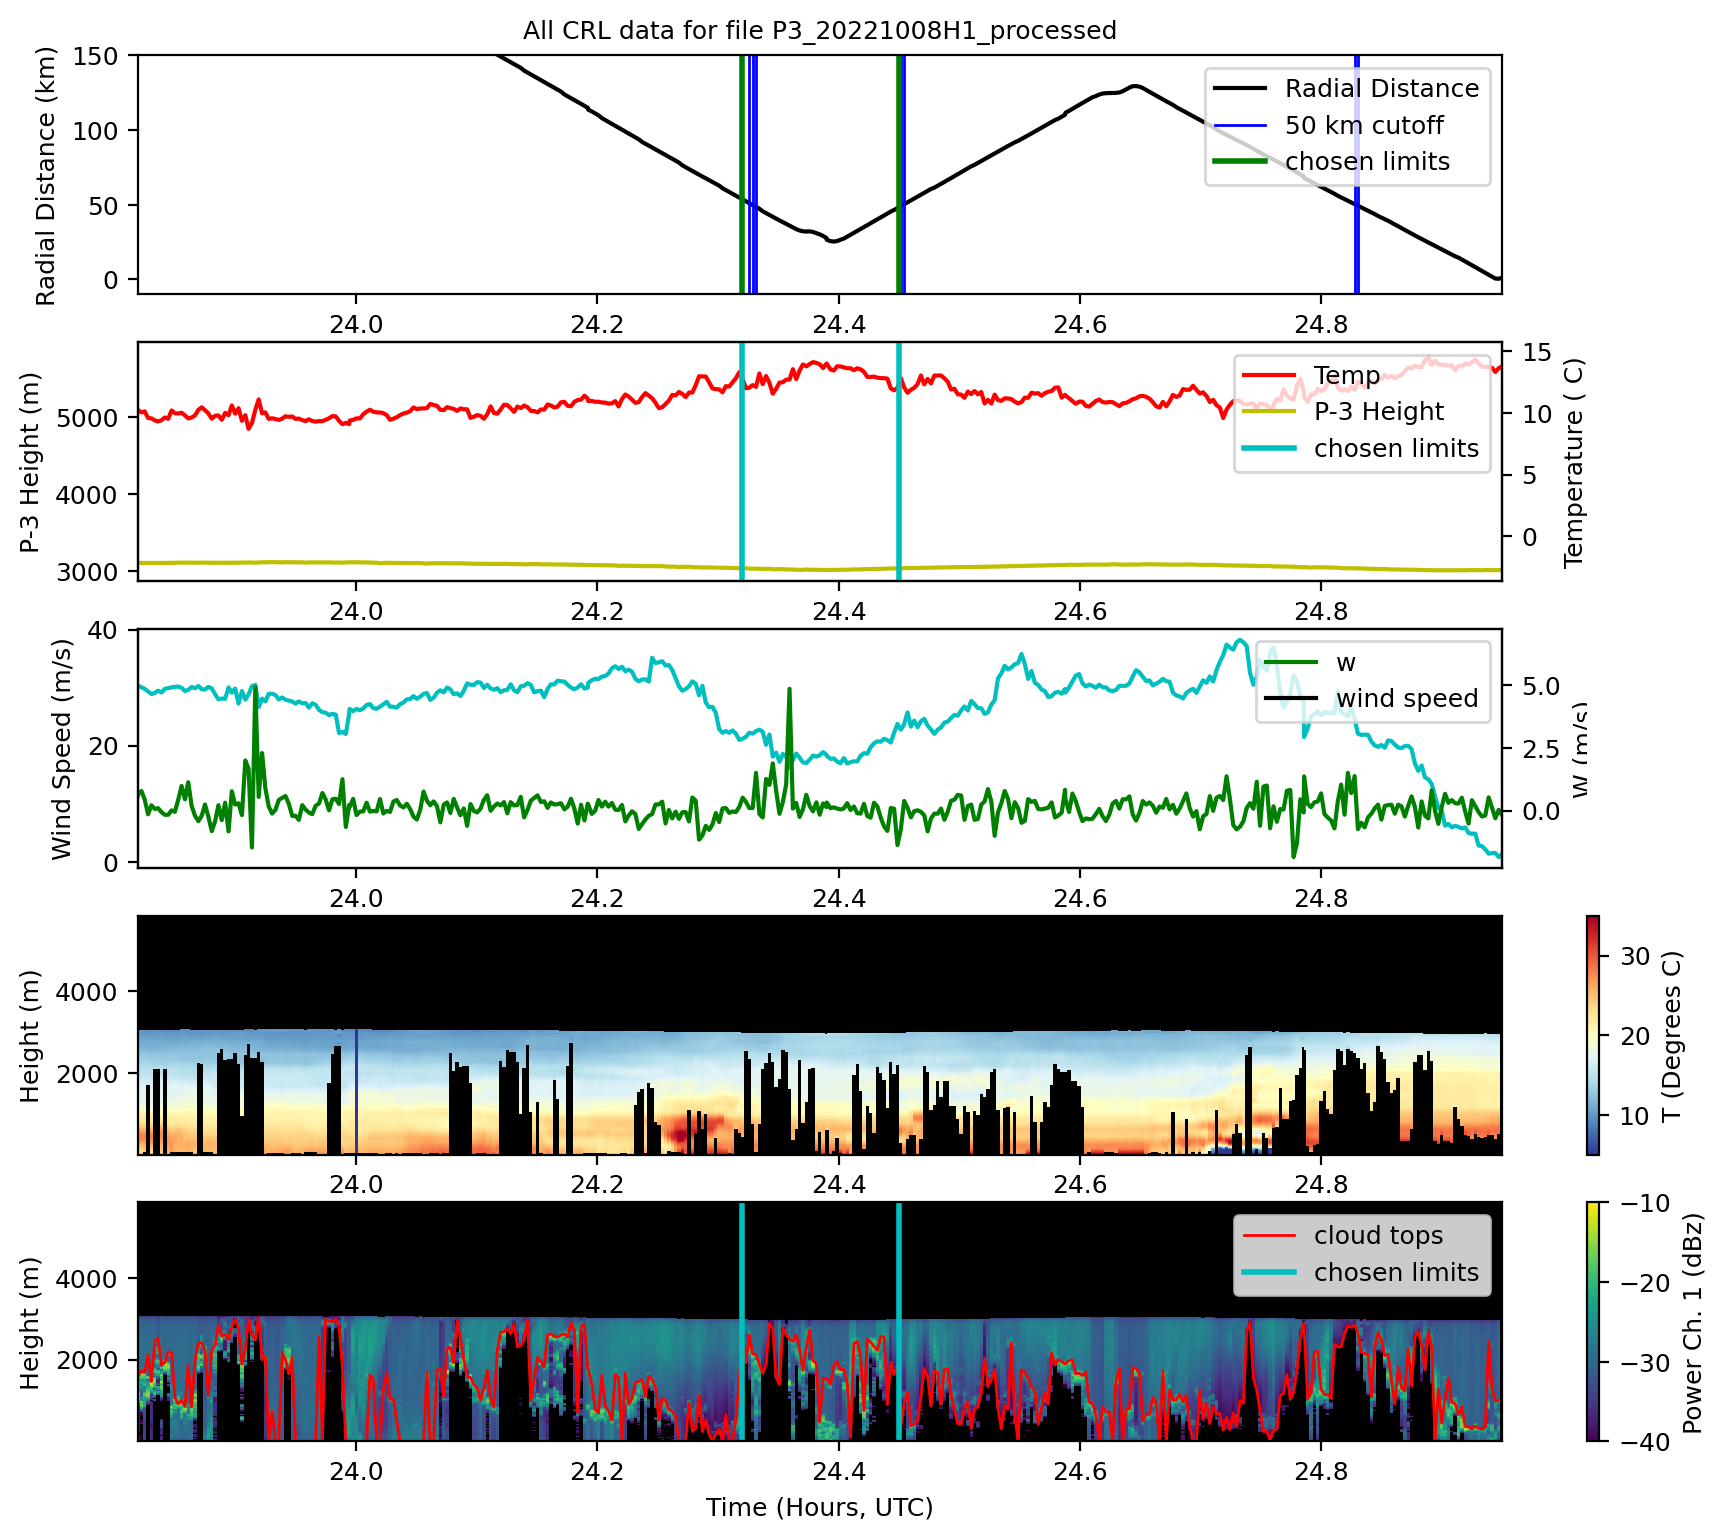 All CRL data for file P3_20221008H1_processed
Radial Distance (km)
150
100
50
0
Radial Distance
50 km cutoff
chosen limits
24.0 24.2 24.4 24.6 24.8
P-3 Height (m)
5000
4000
3000
Temp
P-3 Height
chosen limits
15
10
5
0
Temperature ( C)
24.0 24.2 24.4 24.6 24.8
Wind Speed (m/s)
40
20
0
w
wind speed
5.0
2.5
0.0
W (m/s)
24.0 24.2 24.4 24.6 24.8
Height (m)
4000
2000
30
20
10
T (Degrees C)
24.0 24.2 24.4 24.6 24.8
Height (m)
4000
2000
cloud tops
chosen limits
−10
−20
−30
−40
Power Ch. 1 (dBz)
24.0 24.2 24.4 24.6 24.8
Time (Hours, UTC)